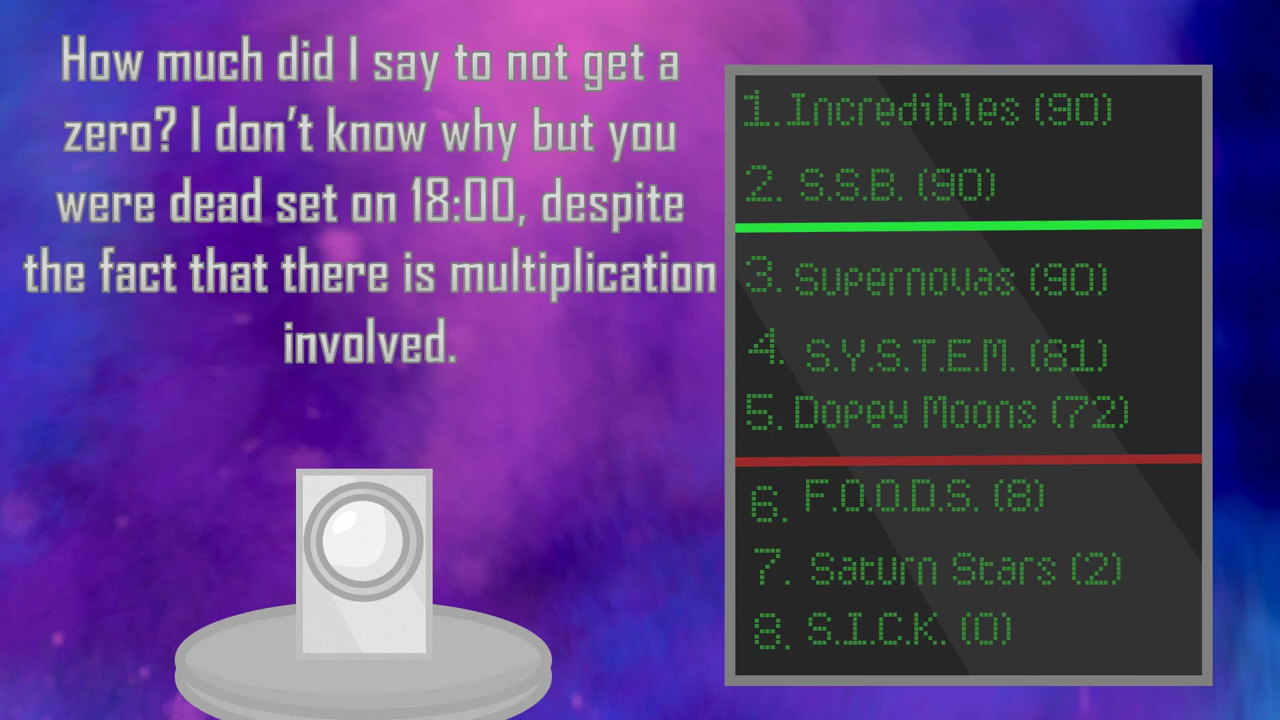 How much did I say to not get a
zero? I don't know why but you
were dead set on 18:00, despite
the fact that there is multiplication
involved.
1. Incredibles (90)
2. S.S.B. (90)
3. Supernovas (90)
4. S.Y.S.T.E.M. (81)
5. Dopey Moons (72)
6. F.O.O.D.S. (8)
7. Saturn Stars (2)
8. S.I.C.K. (0)